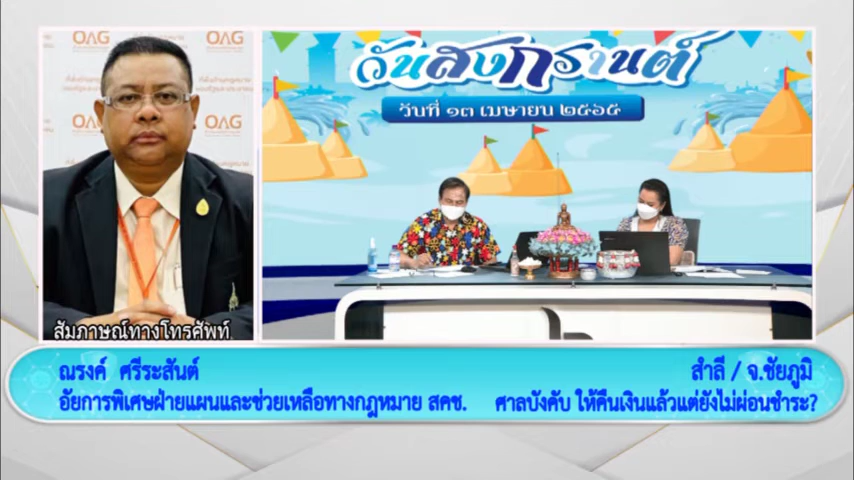 OAG
OAG
OAG
OAG
วันสงกรานต์
วันที่ ๑๓ เมษายน ๒๕๖๕
สัมภาษณ์ทางโทรศัพท์
ณรงค์ ศรีระสันต์
อัยการพิเศษฝ่ายแผนและช่วยเหลือทางกฎหมาย สคช.
สำลี / จ.ชัยภูมิ
ศาลบังคับ ให้คืนเงินแล้วแต่ยังไม่ผ่อนชำระ?